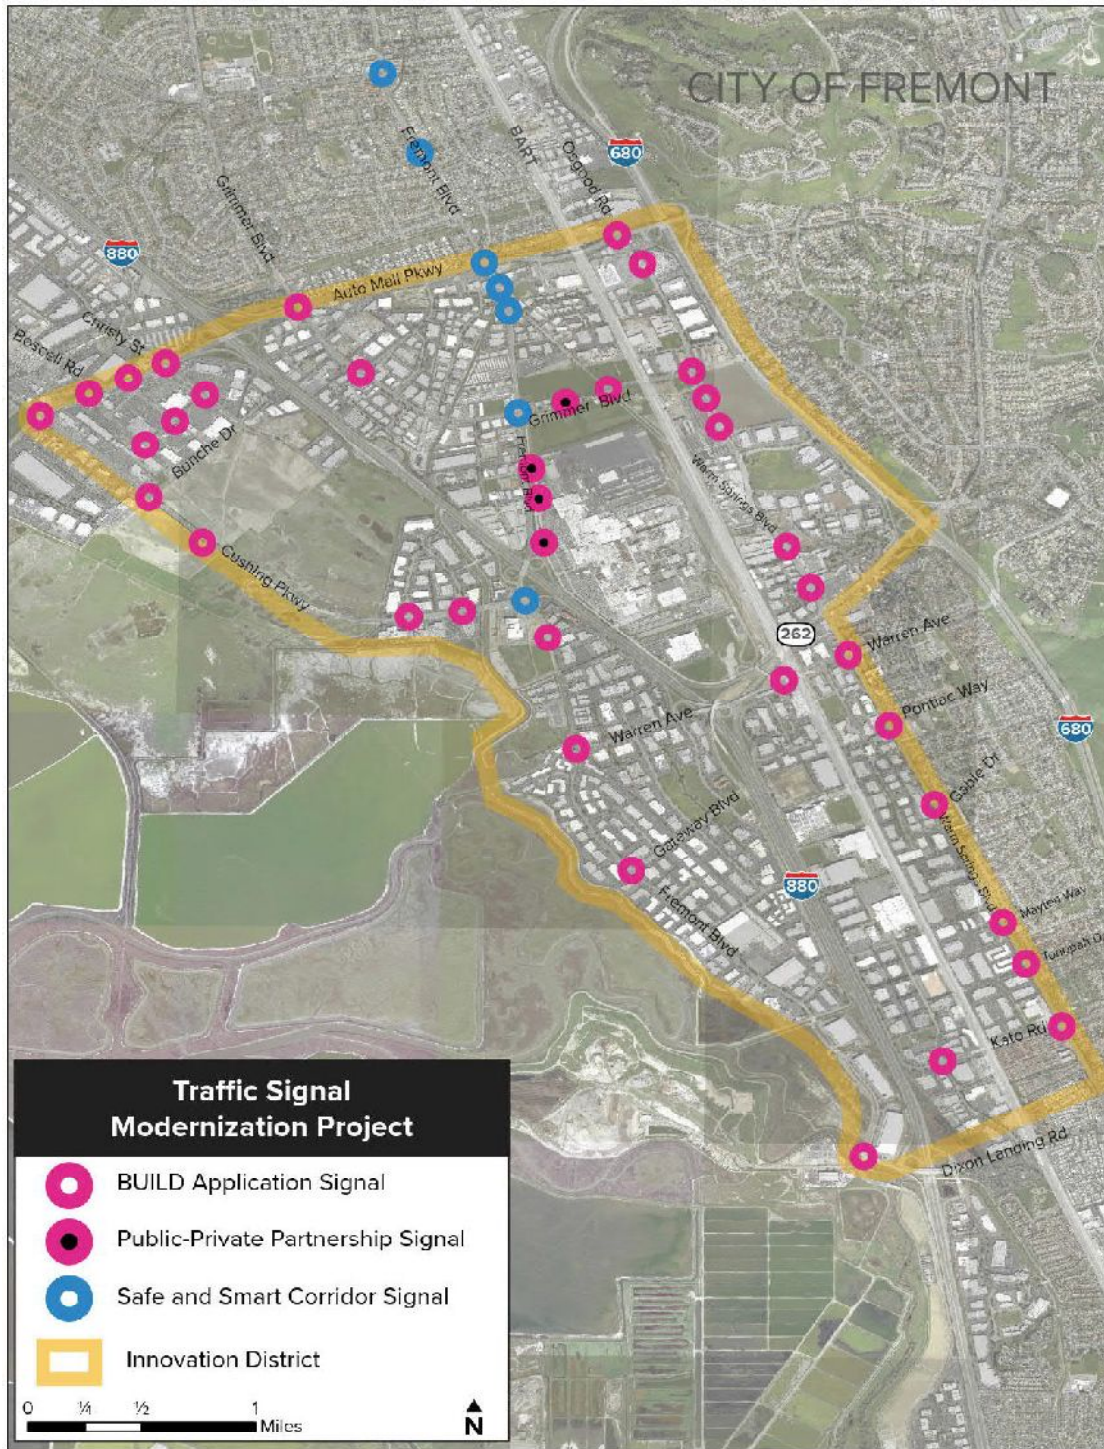 CITY OF FREMONT
680
BART
Osgood Rd
Fremont Blvd
Grimmer Blvd
880
Auto Mall Pkwy
Christy St
Boscell Rd
Bunche Dr
Grimmer Blvd
Fremont Blvd
Warm Springs Blvd
Cushing Pkwy
262
Warren Ave
Pontiac Way
680
Warren Ave
Gable Dr
Gateway Blvd
Warm Springs Blvd
880
Fremont Blvd
Mayten Way
Kato Rd
Dixon Landing Rd
Traffic Signal
Modernization Project
BUILD Application Signal
Public-Private Partnership Signal
Safe and Smart Corridor Signal
Innovation District
0 ¼ ½ 1
Miles
N